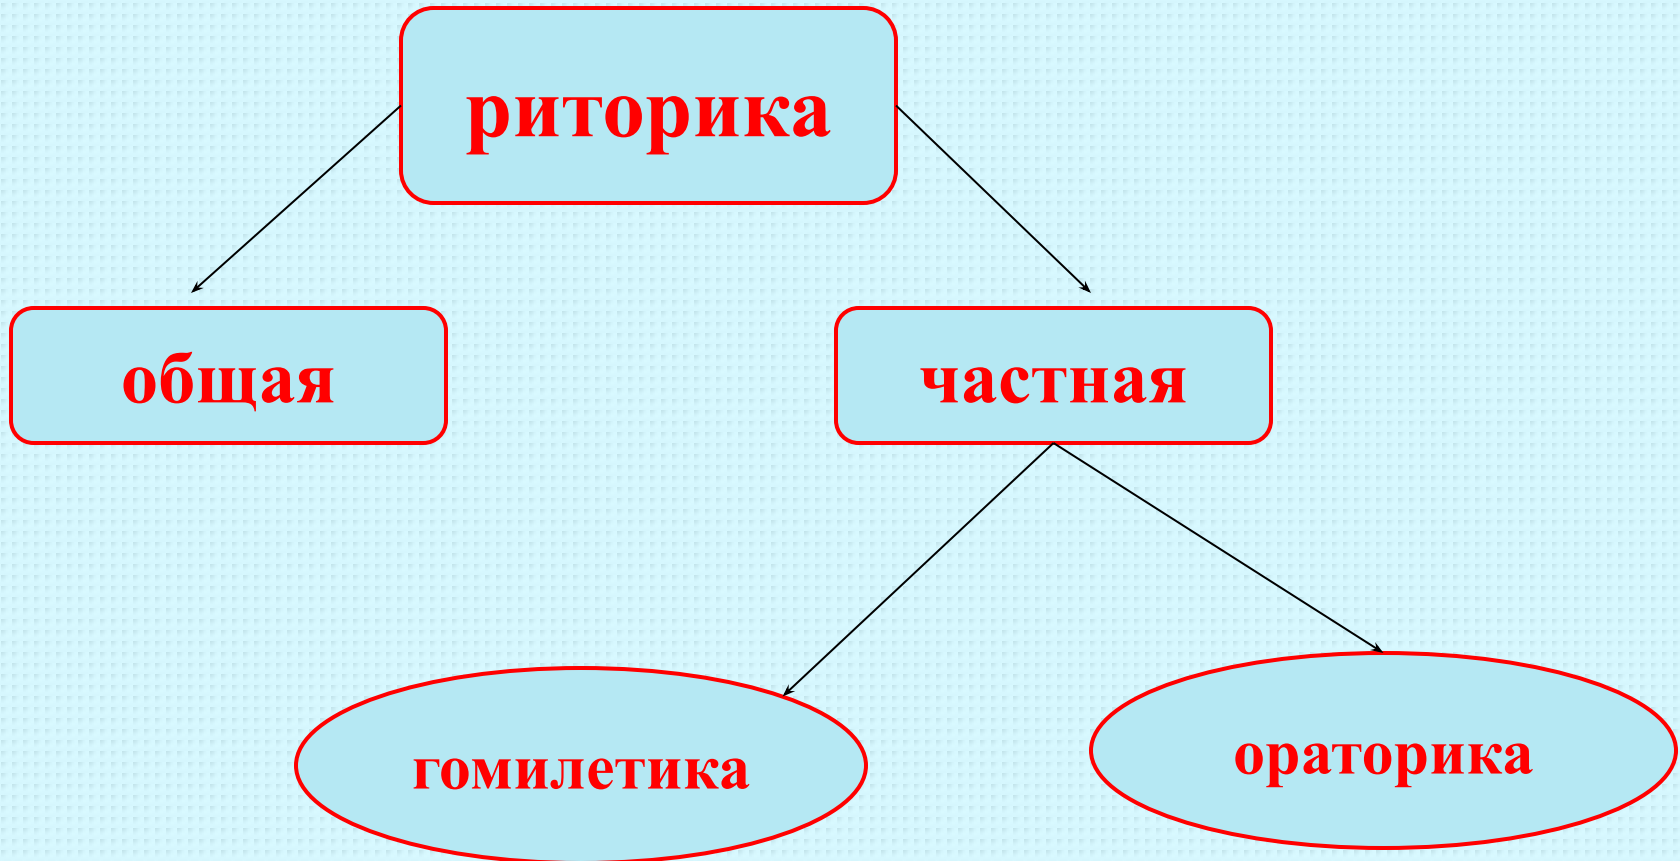 риторика
общая
частная
гомилетика
ораторика